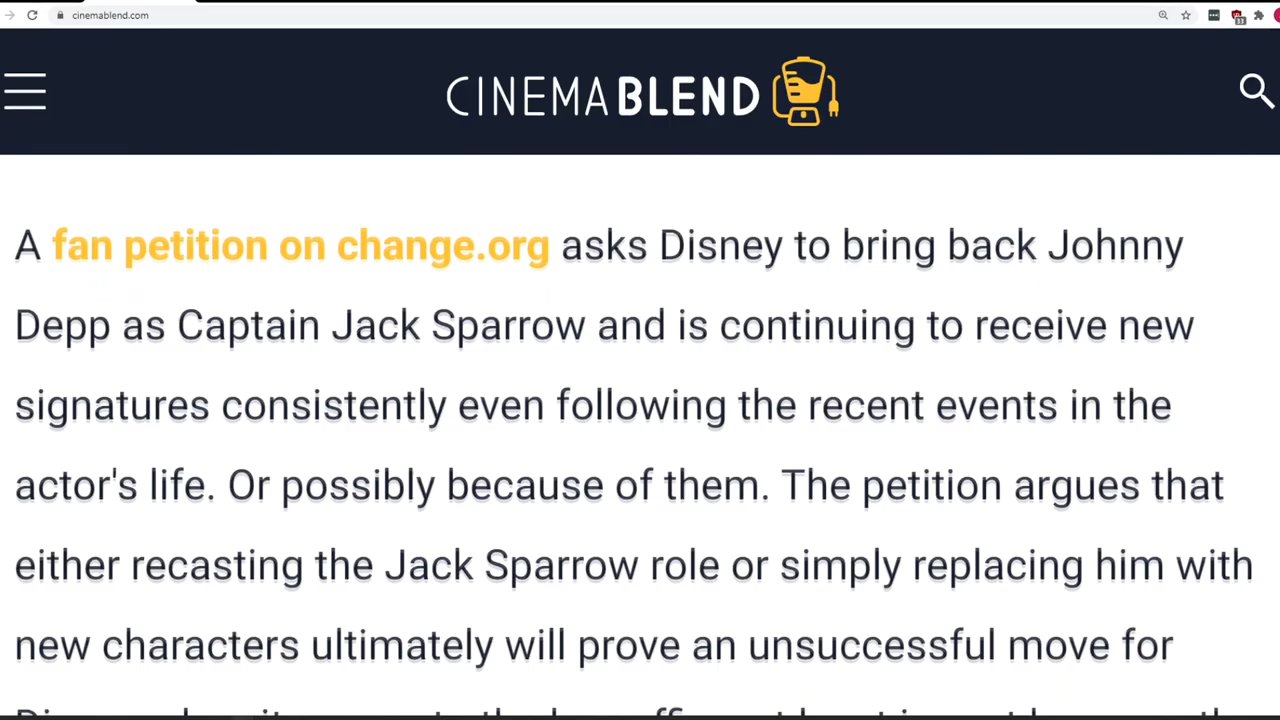 cinemablend.com
CINEMABLEND
A fan petition on change.org asks Disney to bring back Johnny
Depp as Captain Jack Sparrow and is continuing to receive new
signatures consistently even following the recent events in the
actor's life. Or possibly because of them. The petition argues that
either recasting the Jack Sparrow role or simply replacing him with
new characters ultimately will prove an unsuccessful move for